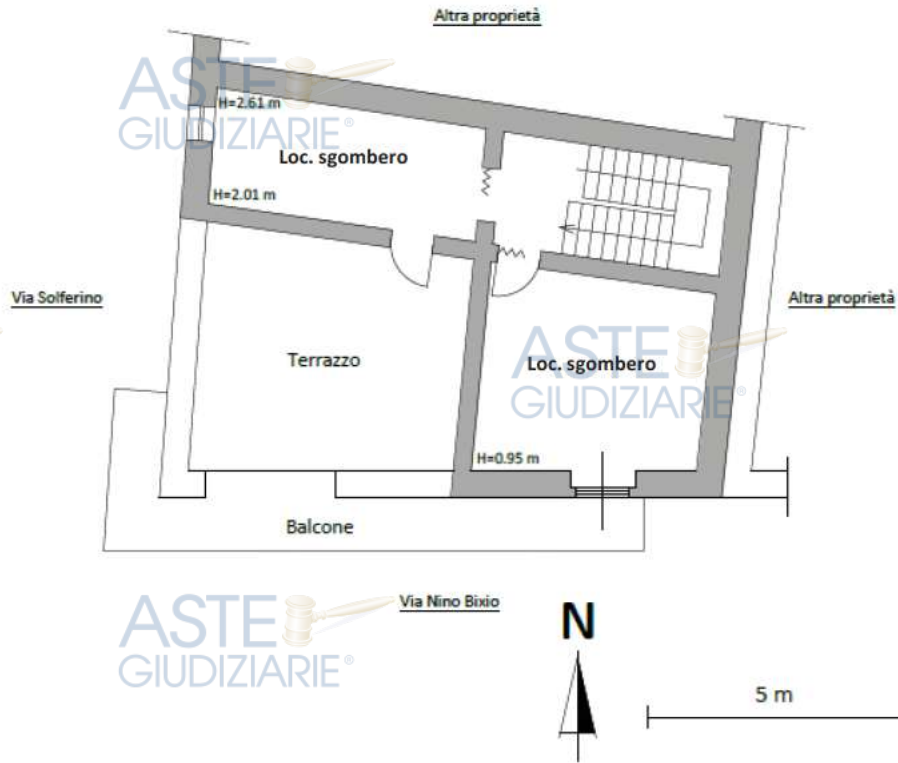 Altra proprietà
ASTE
GIUDIZIARIE®
H=2.61 m
Loc. sgombero
H=2.01 m
Via Solferino
Altra proprietà
Terrazzo
ASTE
GIUDIZIARIE®
Loc. sgombero
H=0.95 m
Balcone
ASTE
GIUDIZIARIE®
Via Nino Bixio
N
5 m